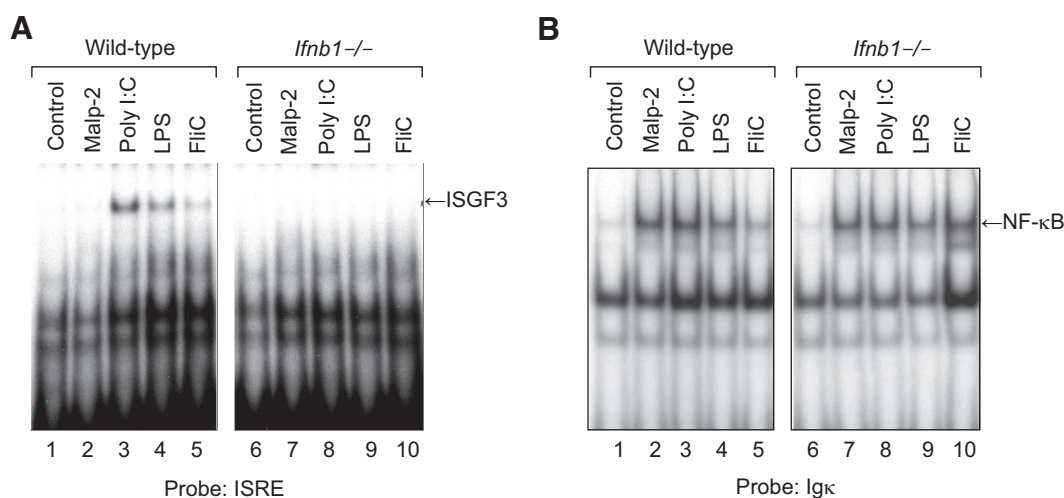 A
Wild-type Ifnb1–/–
Control Malp-2 Poly I:C LPS FliC Control Malp-2 Poly I:C LPS FliC
←ISGF3
1 2 3 4 5 6 7 8 9 10
Probe: ISRE
B
Wild-type Ifnb1–/–
Control Malp-2 Poly I:C LPS FliC Control Malp-2 Poly I:C LPS FliC
←NF-κB
1 2 3 4 5 6 7 8 9 10
Probe: Igκ